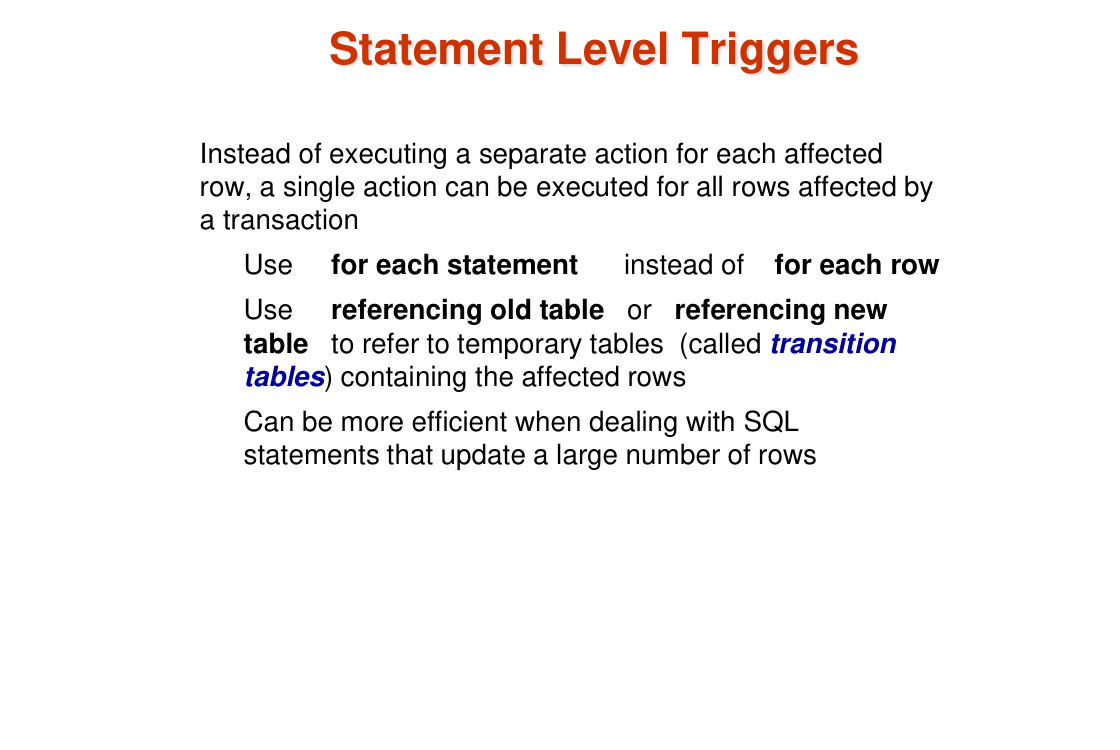 Statement Level Triggers
Instead of executing a separate action for each affected
row, a single action can be executed for all rows affected by
a transaction
Use for each statement instead of for each row
Use referencing old table or referencing new
table to refer to temporary tables (called transition
tables) containing the affected rows
Can be more efficient when dealing with SQL
statements that update a large number of rows